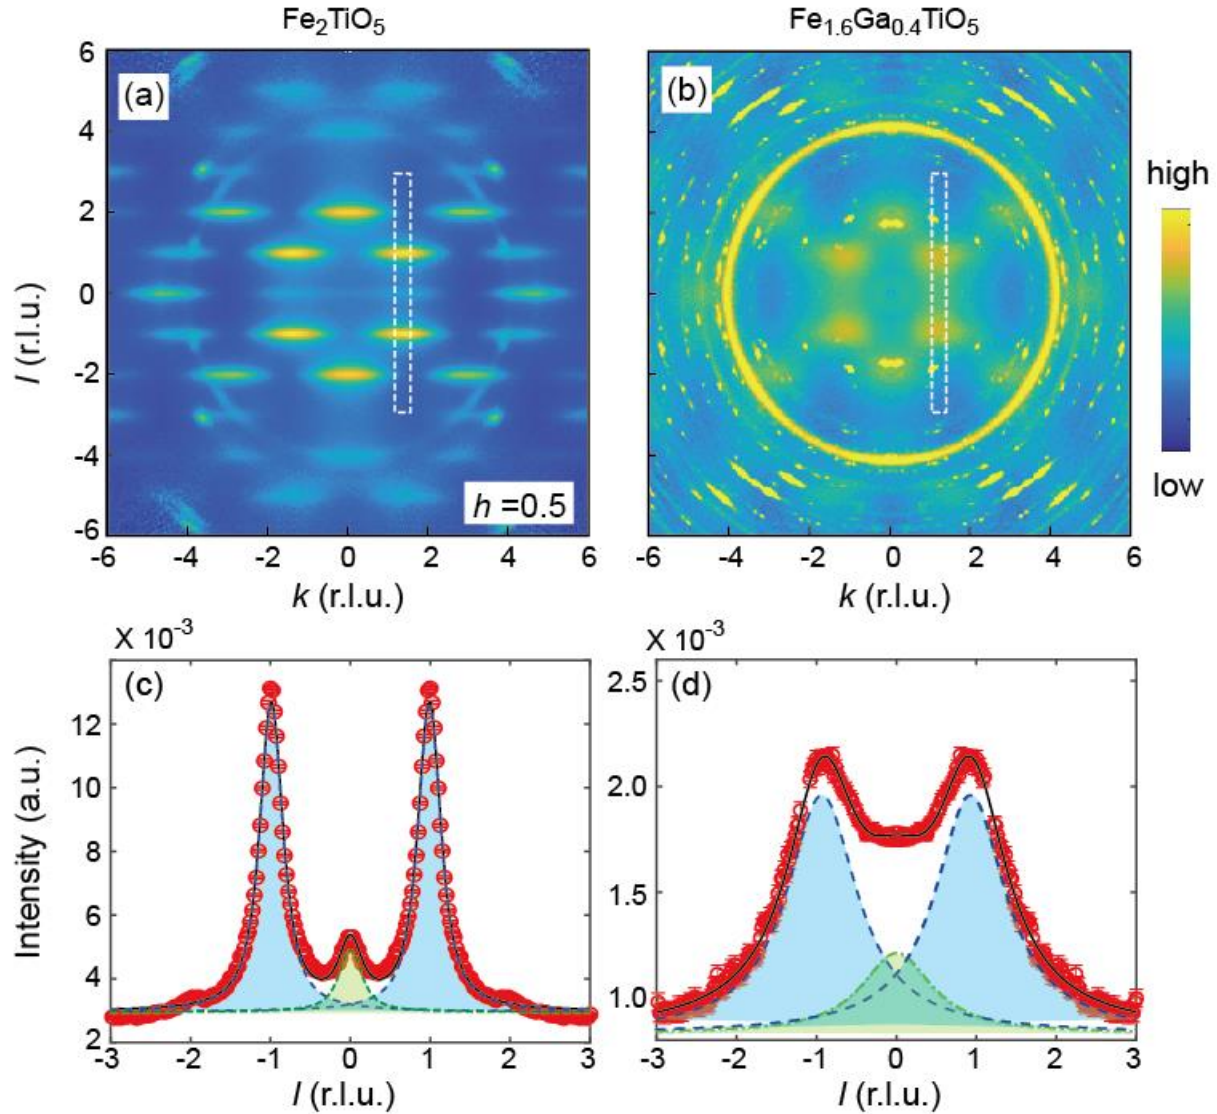 Fe2TiO5 Fe1.6Ga0.4TiO5
(a) (b)
6 4 2 0 -2 -4 -6
l (r.l.u.)
h =0.5
high
low
-6 -4 -2 0 2 4 6 -6 -4 -2 0 2 4 6
k (r.l.u.) k (r.l.u.)
X 10-3 X 10-3
(c) (d)
12 10 8 6 4 2
2.5 2.0 1.5 1.0
Intensity (a.u.)
-3 -2 -1 0 1 2 3 -3 -2 -1 0 1 2 3
l (r.l.u.) l (r.l.u.)